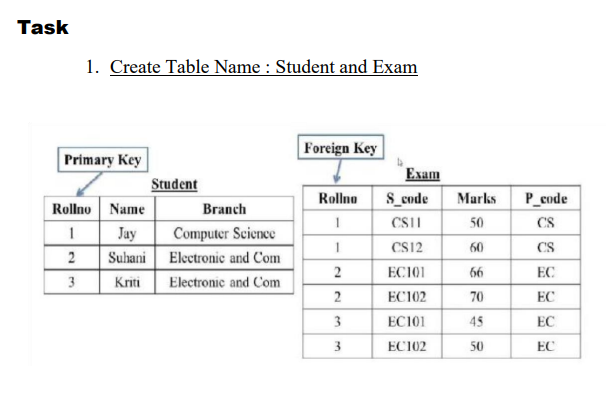 Task
1. Create Table Name : Student and Exam
Primary Key
Student
Rollno Name Branch
1 Jay Computer Science
2 Suhani Electronic and Com
3 Kriti Electronic and Com
Foreign Key
Exam
Rollno S_code Marks P_code
1 CS11 50 CS
1 CS12 60 CS
2 EC101 66 EC
2 EC102 70 EC
3 EC101 45 EC
3 EC102 50 EC